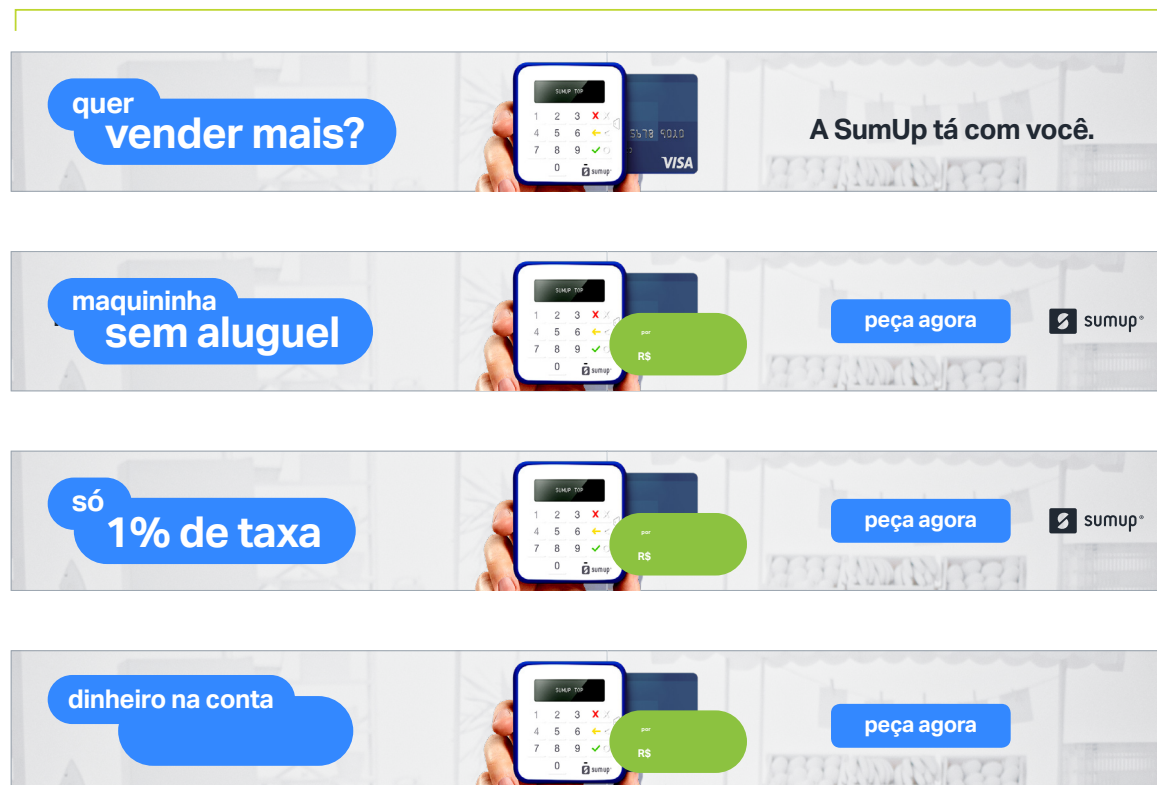 quer
vender mais?
SUMUP TOP
1 2 3 X
4 5 6
7 8 9
0 sumup
5678 9010
VISA
A SumUp tá com você.
maquininha
sem aluguel
SUMUP TOP
1 2 3 X
4 5 6
7 8 9
0 sumup
por
R$
peça agora
sumup®
só
1% de taxa
SUMUP TOP
1 2 3 X
4 5 6
7 8 9
0 sumup
por
R$
peça agora
sumup®
dinheiro na conta
SUMUP TOP
1 2 3 X
4 5 6
7 8 9
0 sumup
por
R$
peça agora